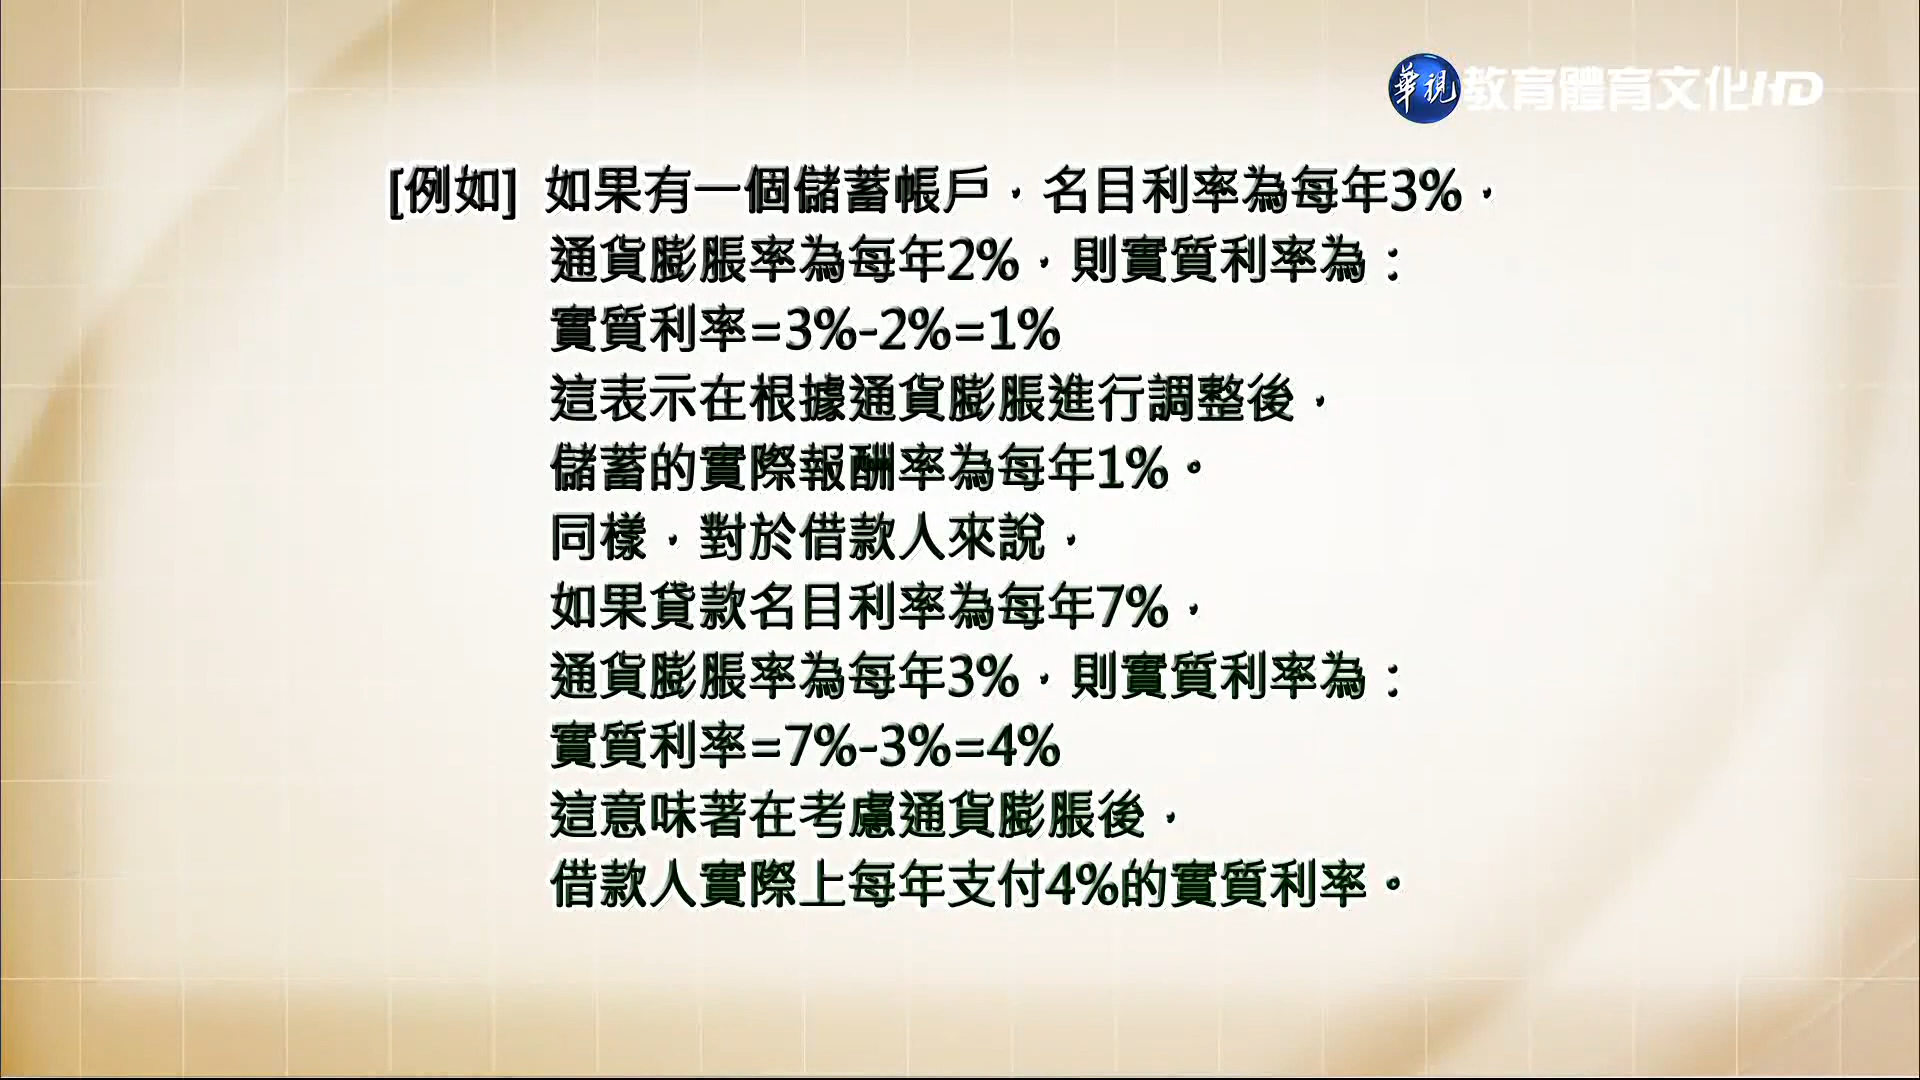 華視 教育體育文化HD
[例如] 如果有一個儲蓄帳戶，名目利率為每年3%，
通貨膨脹率為每年2%，則實質利率為：
實質利率=3%-2%=1%
這表示在根據通貨膨脹進行調整後，
儲蓄的實際報酬率為每年1%。
同樣，對於借款人來說，
如果貸款名目利率為每年7%，
通貨膨脹率為每年3%，則實質利率為：
實質利率=7%-3%=4%
這意味著在考慮通貨膨脹後，
借款人實際上每年支付4%的實質利率。